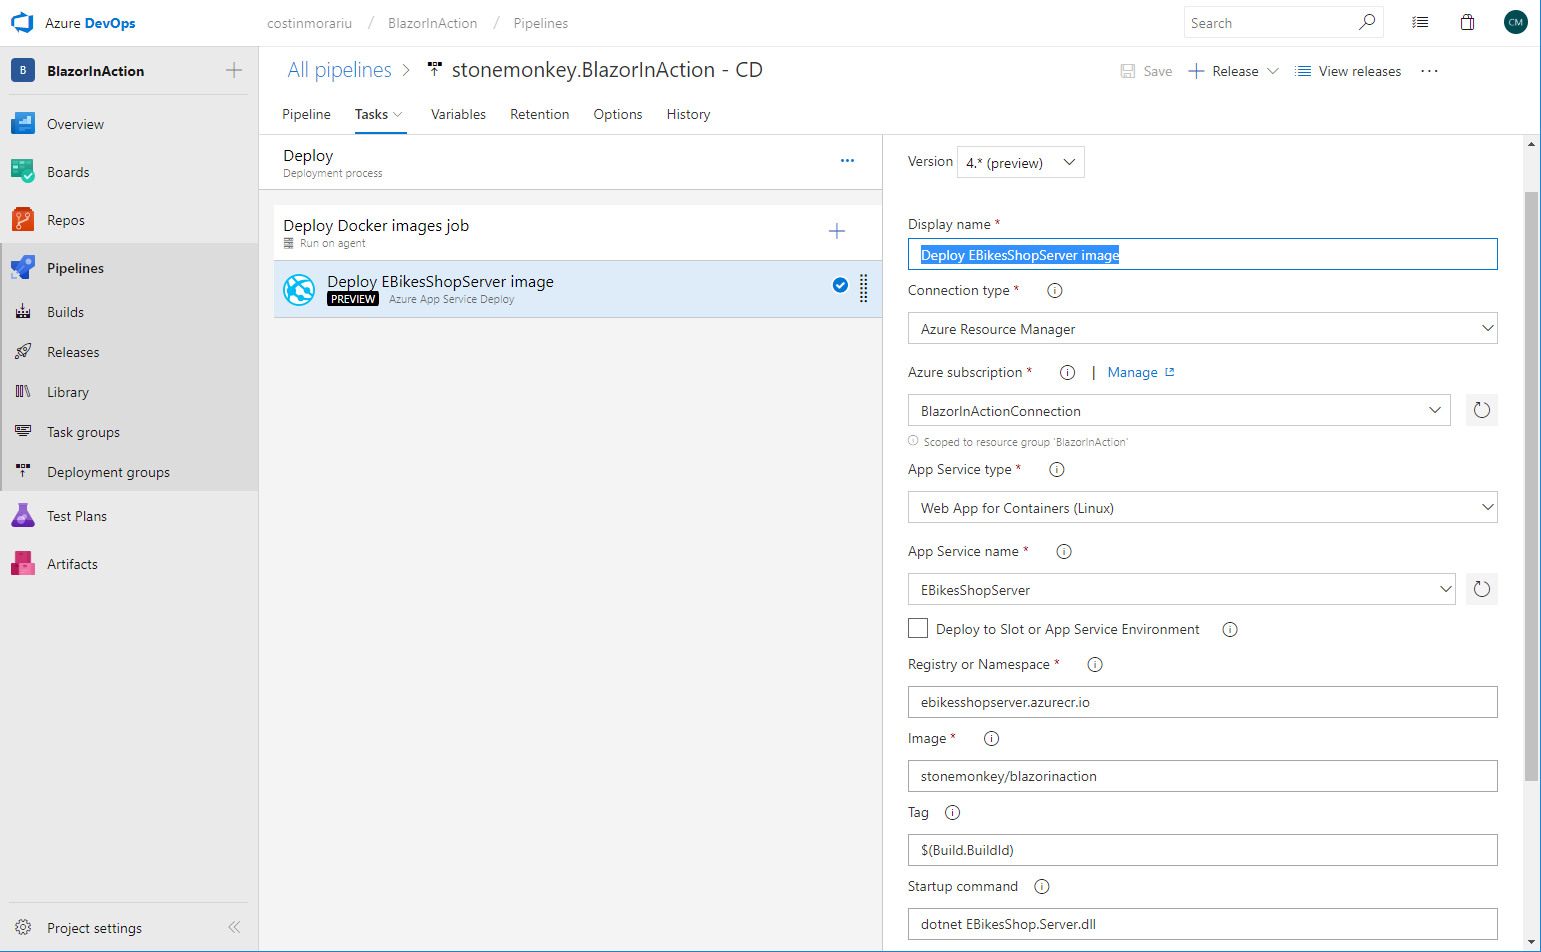 Azure DevOps
costinmorariu / BlazorInAction / Pipelines
Search
CM
B BlazorInAction
Overview
Boards
Repos
Pipelines
Builds
Releases
Library
Task groups
Deployment groups
Test Plans
Artifacts
Project settings
All pipelines > stonemonkey.BlazorInAction - CD
Save
Release
View releases
Pipeline
Tasks
Variables
Retention
Options
History
Deploy
Deployment process
Deploy Docker images job
Run on agent
Deploy EBikesShopServer image
PREVIEW Azure App Service Deploy
Version 4.* (preview)
Display name *
Deploy EBikesShopServer image
Connection type *
Azure Resource Manager
Azure subscription * | Manage
BlazorInActionConnection
Scoped to resource group 'BlazorInAction'
App Service type *
Web App for Containers (Linux)
App Service name *
EBikesShopServer
Deploy to Slot or App Service Environment
Registry or Namespace *
ebikesshopserver.azurecr.io
Image *
stonemonkey/blazorinaction
Tag
$(Build.BuildId)
Startup command
dotnet EBikesShop.Server.dll